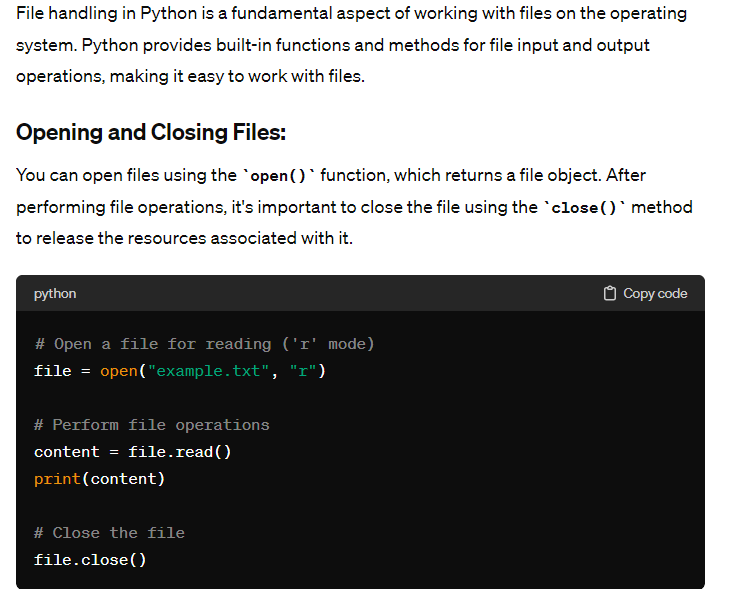 File handling in Python is a fundamental aspect of working with files on the operating
system. Python provides built-in functions and methods for file input and output
operations, making it easy to work with files.
Opening and Closing Files:
You can open files using the `open()` function, which returns a file object. After
performing file operations, it's important to close the file using the `close()` method
to release the resources associated with it.
python Copy code
# Open a file for reading ('r' mode)
file = open("example.txt", "r")
# Perform file operations
content = file.read()
print(content)
# Close the file
file.close()